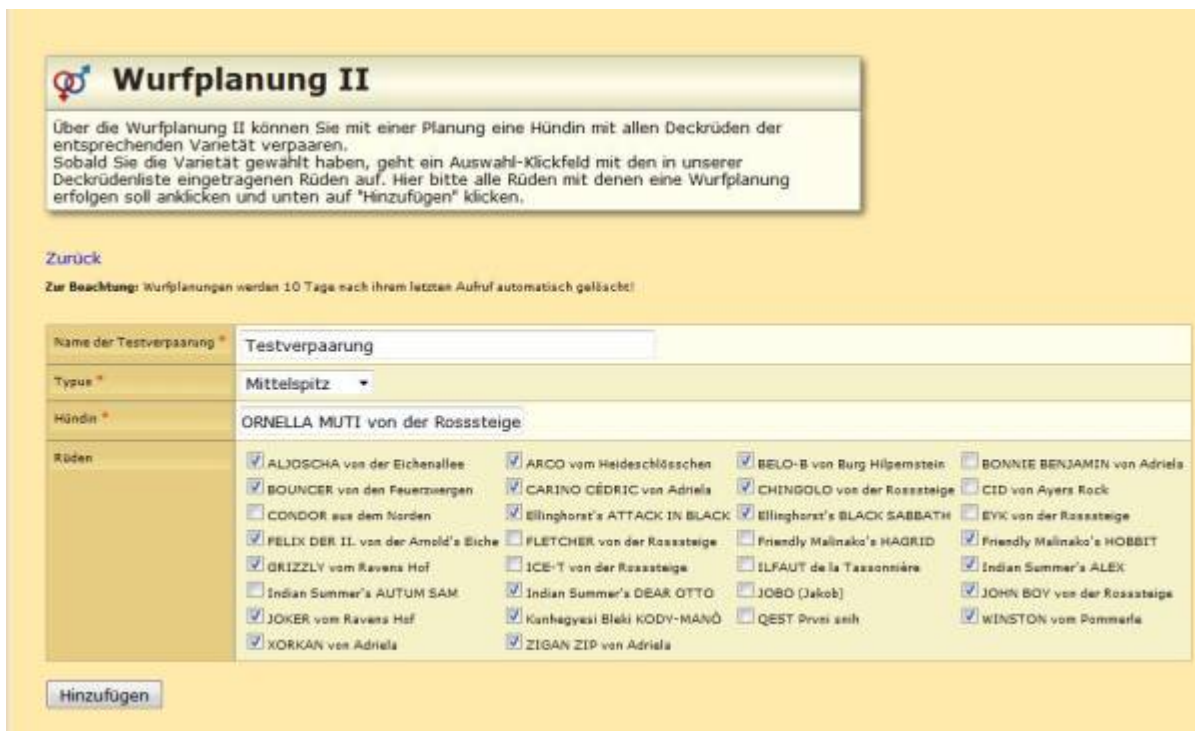 Wurfplanung II
Über die Wurfplanung II können Sie mit einer Planung eine Hündin mit allen Deckrüden der
entsprechenden Varietät verpaaren.
Sobald Sie die Varietät gewählt haben, geht ein Auswahl-Klickfeld mit den in unserer
Deckrüdenliste eingetragenen Rüden auf. Hier bitte alle Rüden mit denen eine Wurfplanung
erfolgen soll anklicken und unten auf "Hinzufügen" klicken.
Zurück
Zur Beachtung: Wurfplanungen werden 10 Tage nach ihrem letzten Aufruf automatisch gelöscht!
Name der Testverpaarung * Testverpaarung
Typus * Mittelspitz
Hündin * ORNELLA MUTI von der Rosssteige
Rüden
ALJOSCHA von der Eichenallee ARCO vom Heideschlösschen BELO-B von Burg Hilpernstein BONNIE BENJAMIN von Adriela
BOUNCER von den Feuerzwergen CARINO CÉDRIC von Adriela CHINGOLO von der Rosssteige CID von Ayers Rock
CONDOR aus dem Norden Ellinghorst's ATTACK IN BLACK Ellinghorst's BLACK SABBATH EYK von der Rosssteige
FELIX DER II. von der Arnold's Eiche FLETCHER von der Rosssteige Friendly Malinako's HAGRID Friendly Malinako's HOBBIT
GRIZZLY vom Ravens Hof ICE-T von der Rosssteige ILFAUT de la Tassonnière Indian Summer's ALEX
Indian Summer's AUTUM SAM Indian Summer's DEAR OTTO JOBO (Jakob) JOHN BOY von der Rosssteige
JOKER vom Ravens Hof Kunhegyesi Bleki KODY-MANÒ QEST Prvni snih WINSTON vom Pommerle
XORKAN von Adriela ZIGAN ZIP von Adriela
Hinzufügen